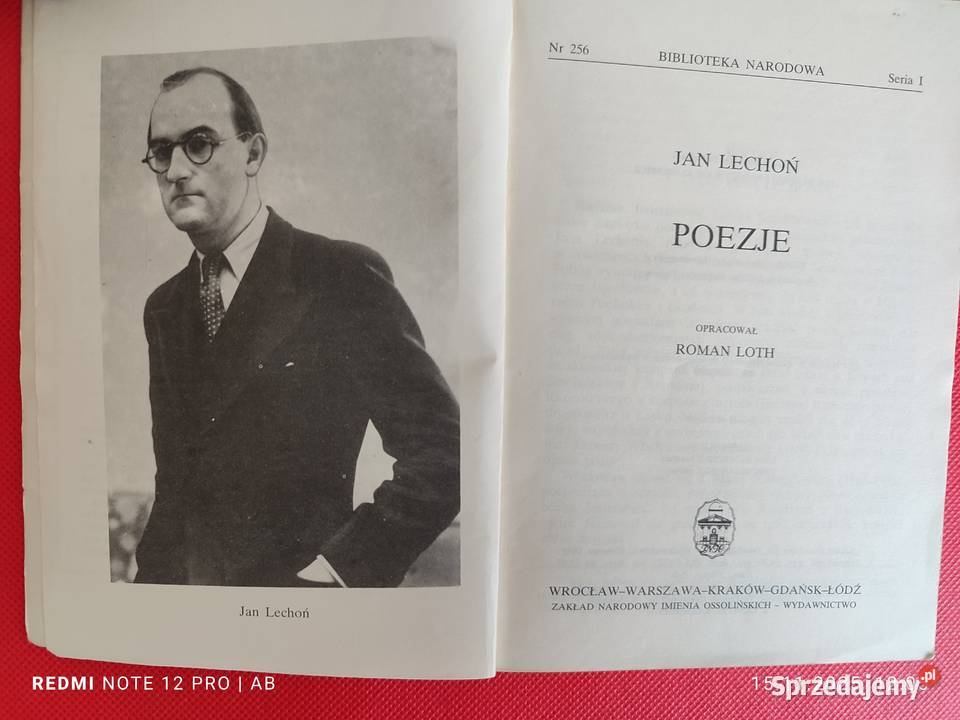 Jan Lechoń
Nr 256
BIBLIOTEKA NARODOWA
Seria I
JAN LECHOŃ
POEZJE
OPRACOWAŁ
ROMAN LOTH
WROCŁAW–WARSZAWA–KRAKÓW–GDAŃSK–ŁÓDŹ
ZAKŁAD NARODOWY IMIENIA OSSOLIŃSKICH – WYDAWNICTWO
REDMI NOTE 12 PRO | AB
Sprzedajemy.pl